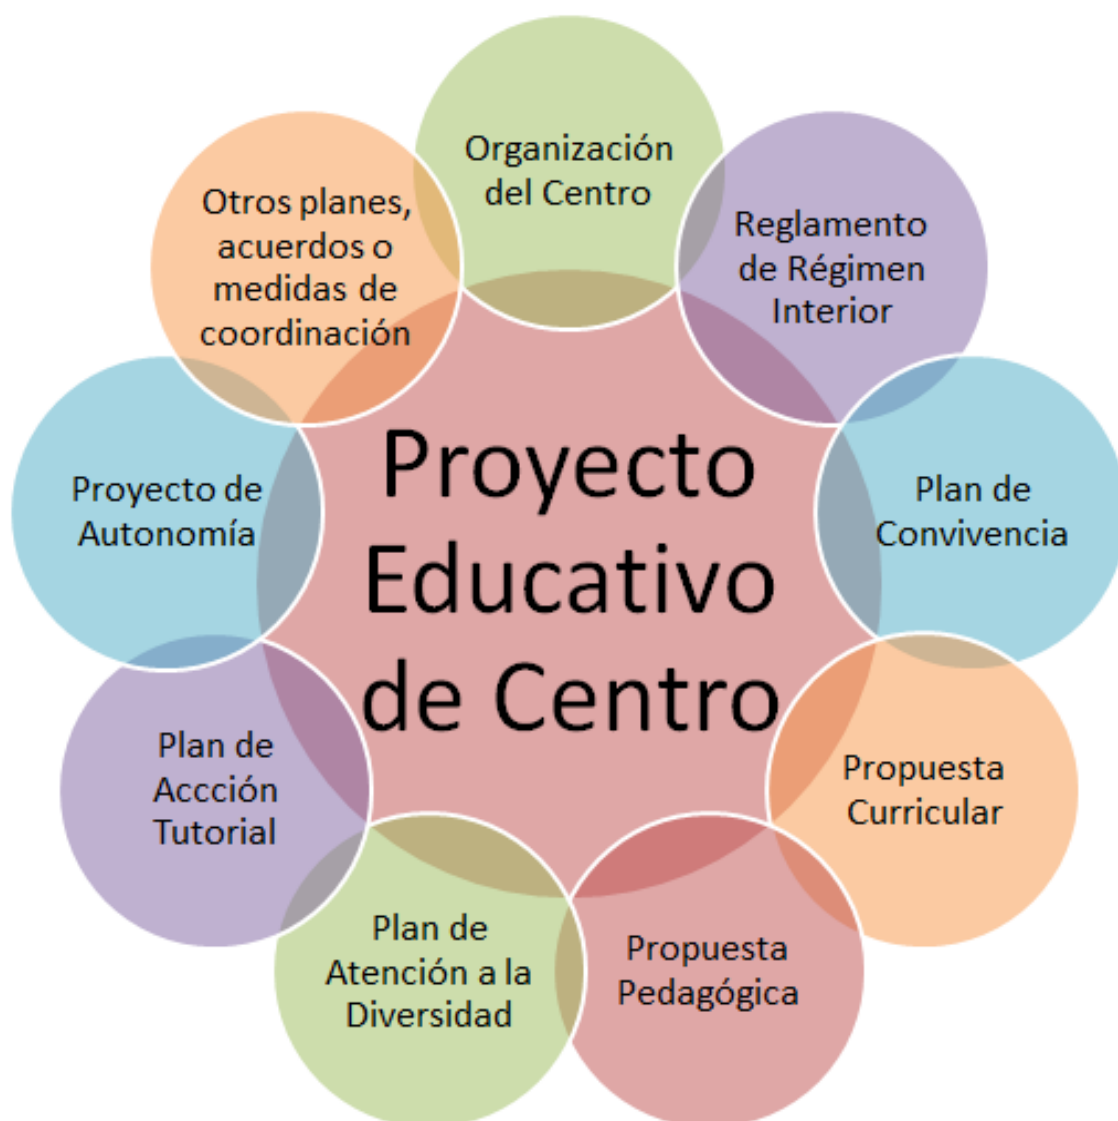 Organización
del Centro
Reglamento
de Régimen
Interior
Plan de
Convivencia
Propuesta
Curricular
Propuesta
Pedagógica
Plan de
Atención a la
Diversidad
Plan de
Accción
Tutorial
Proyecto de
Autonomía
Otros planes,
acuerdos o
medidas de
coordinación
Proyecto
Educativo
de Centro